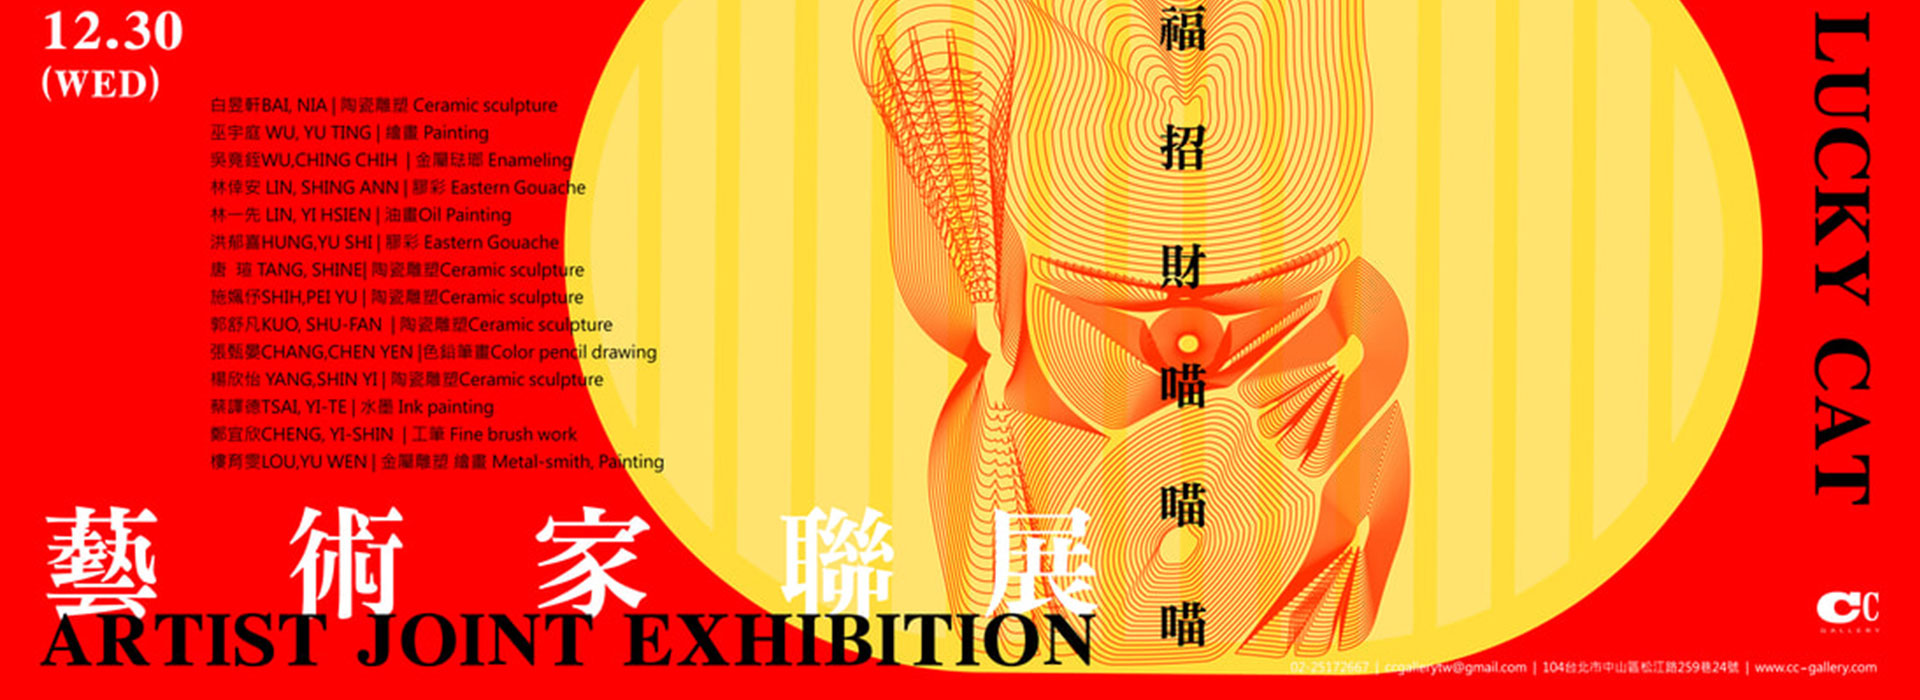 12.30
(WED)
白昱軒BAI, NIA | 陶瓷雕塑 Ceramic sculpture
巫宇庭 WU, YU TING | 繪畫 Painting
吳竟銍WU,CHING CHIH | 金屬琺瑯 Enameling
林倖安 LIN, SHING ANN | 膠彩 Eastern Gouache
林一先 LIN, YI HSIEN | 油畫Oil Painting
洪郁嘉HUNG,YU SHI | 膠彩 Eastern Gouache
唐 瑄 TANG, SHINE| 陶瓷雕塑Ceramic sculpture
施姵伃SHIH,PEI YU | 陶瓷雕塑Ceramic sculpture
郭舒凡KUO, SHU-FAN | 陶瓷雕塑Ceramic sculpture
張甄晏CHANG,CHEN YEN |色鉛筆畫Color pencil drawing
楊欣怡 YANG,SHIN YI | 陶瓷雕塑Ceramic sculpture
蔡譯德TSAI, YI-TE | 水墨 Ink painting
鄭宜欣CHENG, YI-SHIN | 工筆 Fine brush work
樓育雯LOU,YU WEN | 金屬雕塑 繪畫 Metal-smith, Painting
藝術家聯展
ARTIST JOINT EXHIBITION
福招財喵喵喵
LUCKY CAT
CC
GALLERY
02-25172667 | ccgallerytw@gmail.com | 104台北市中山區松江路259巷24號 | www.cc-gallery.com